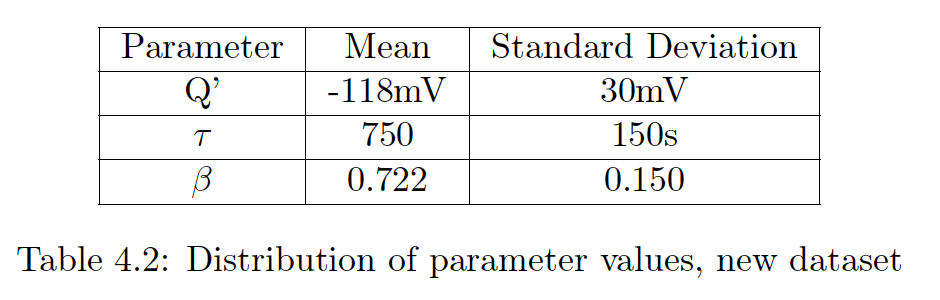 Parameter Mean Standard Deviation
Q' -118mV 30mV
τ 750 150s
β 0.722 0.150
Table 4.2: Distribution of parameter values, new dataset